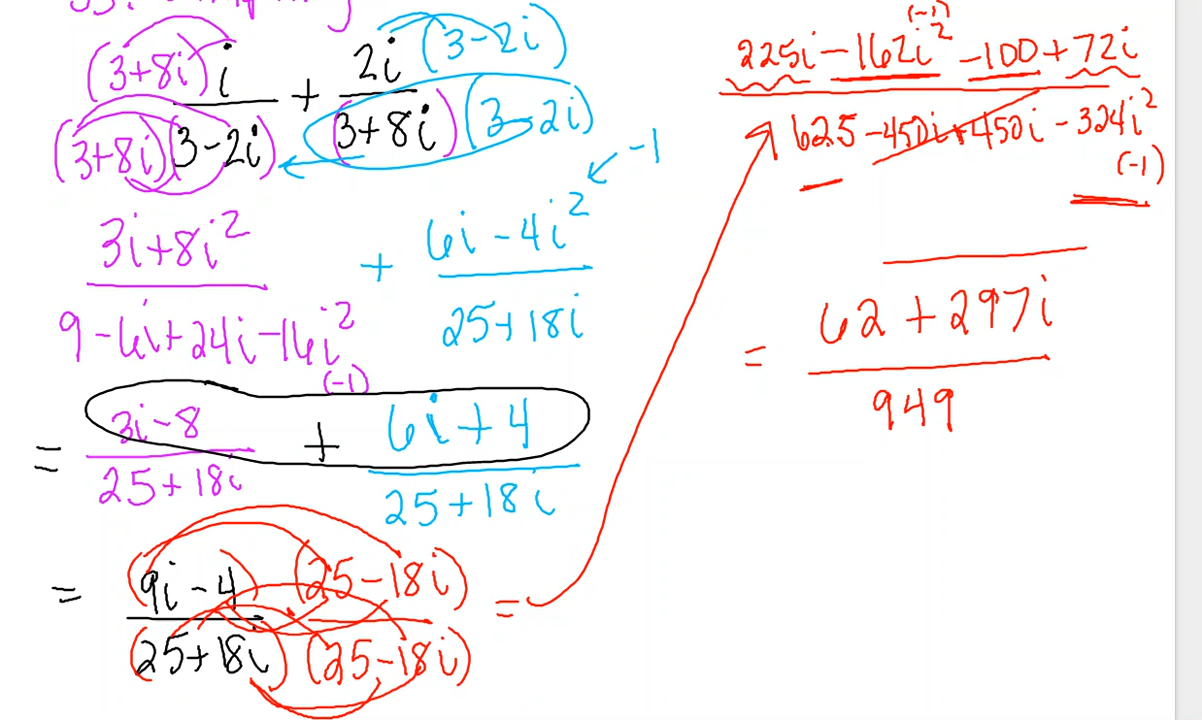 (3+8i) i / (3+8i)(3-2i) + 2i (3-2i) / (3+8i)(3-2i)
-1
3i+8i² / 9-6i+24i-16i² (-1) + 6i-4i² / 25+18i
= 3i-8 / 25+18i + 6i+4 / 25+18i
= (9i-4)(25-18i) / (25+18i)(25-18i) =
(-1)
225i-162i² -100+72i / 625-450i+450i-324i²
(-1)
= 62+297i / 949